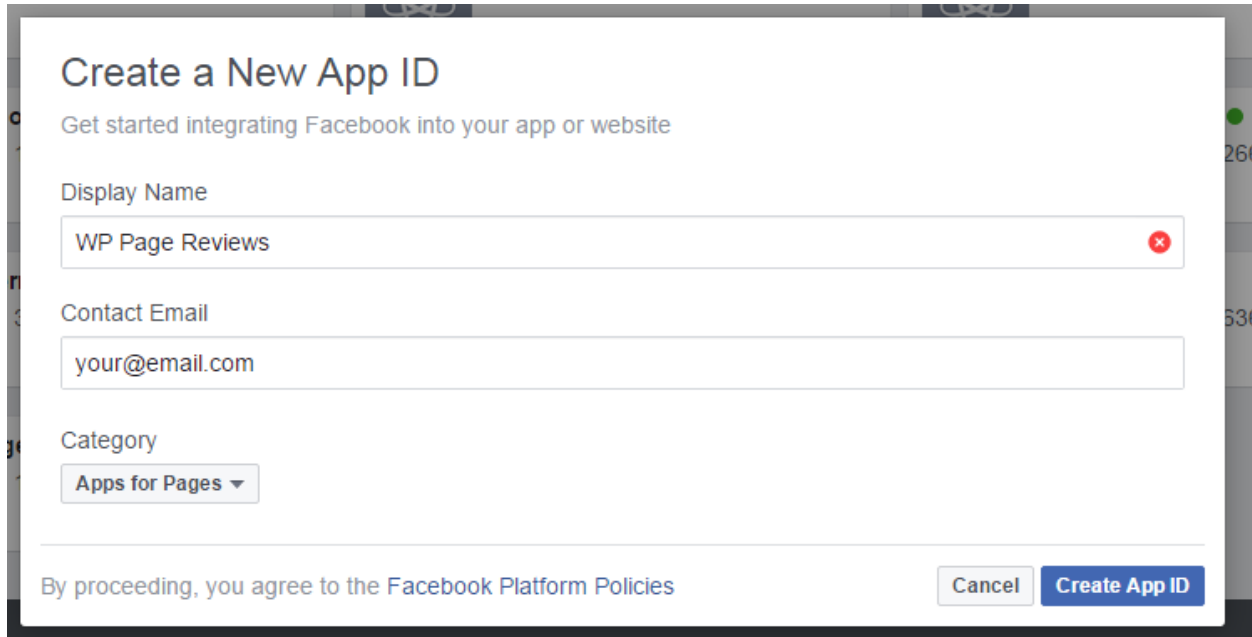 Create a New App ID
Get started integrating Facebook into your app or website
Display Name
WP Page Reviews
Contact Email
your@email.com
Category
Apps for Pages
By proceeding, you agree to the Facebook Platform Policies
Cancel
Create App ID